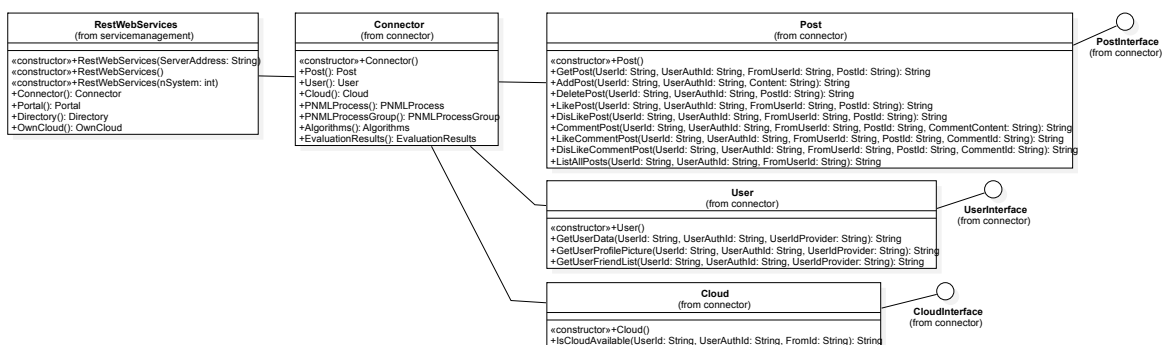 RestWebServices
(from servicemanagement)
«constructor»+RestWebServices(ServerAddress: String)
«constructor»+RestWebServices()
«constructor»+RestWebServices(nSystem: int)
+Connector(): Connector
+Portal(): Portal
+Directory(): Directory
+OwnCloud(): OwnCloud
Connector
(from connector)
«constructor»+Connector()
+Post(): Post
+User(): User
+Cloud(): Cloud
+PNMLProcess(): PNMLProcess
+PNMLProcessGroup(): PNMLProcessGroup
+Algorithms(): Algorithms
+EvaluationResults(): EvaluationResults
Post
(from connector)
«constructor»+Post()
+GetPost(UserId: String, UserAuthId: String, FromUserId: String, PostId: String): String
+AddPost(UserId: String, UserAuthId: String, Content: String): String
+DeletePost(UserId: String, UserAuthId: String, PostId: String): String
+LikePost(UserId: String, UserAuthId: String, FromUserId: String, PostId: String): String
+DisLikePost(UserId: String, UserAuthId: String, FromUserId: String, PostId: String): String
+CommentPost(UserId: String, UserAuthId: String, FromUserId: String, PostId: String, CommentContent: String): String
+LikeCommentPost(UserId: String, UserAuthId: String, FromUserId: String, PostId: String, CommentId: String): String
+DisLikeCommentPost(UserId: String, UserAuthId: String, FromUserId: String, PostId: String, CommentId: String): String
+ListAllPosts(UserId: String, UserAuthId: String, FromUserId: String): String
PostInterface
(from connector)
User
(from connector)
«constructor»+User()
+GetUserData(UserId: String, UserAuthId: String, UserIdProvider: String): String
+GetUserProfilePicture(UserId: String, UserAuthId: String, UserIdProvider: String): String
+GetUserFriendList(UserId: String, UserAuthId: String, UserIdProvider: String): String
UserInterface
(from connector)
Cloud
(from connector)
«constructor»+Cloud()
+IsCloudAvailable(UserId: String, UserAuthId: String, FromId: String): String
CloudInterface
(from connector)